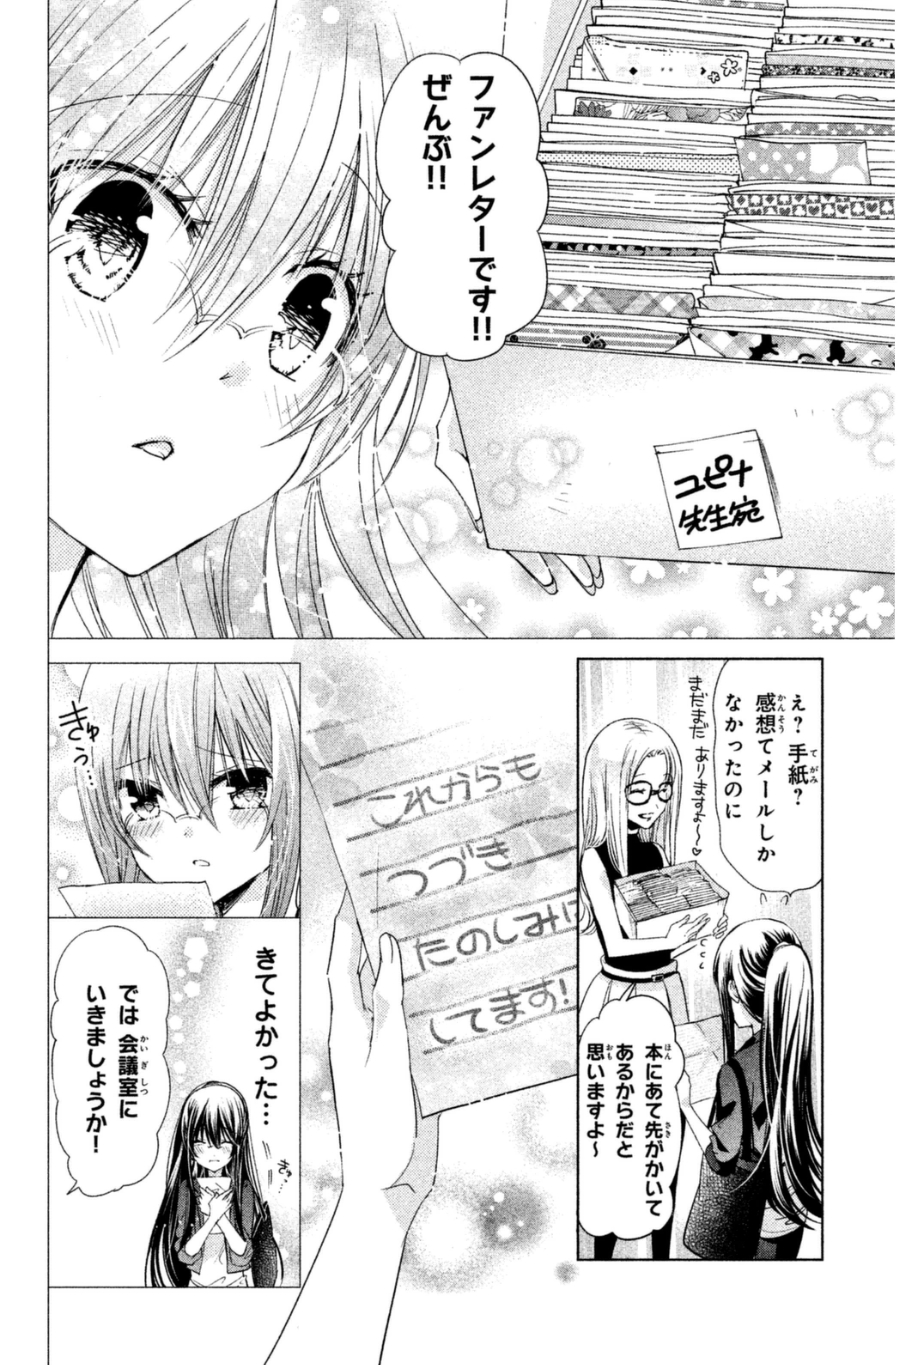 ファンレターです!!
ぜんぶ!!
ユピナ
先生宛
え?手紙?
感想てメールしか
なかったのに
まだまだ
ありますよ~♡
本にあて先がかいて
あるからだと
思いますよ~
これからも
つづき
たのしみに
してます!
きゅうぅ…
きてよかった…
ぎゅ…
では会議室に
いきましょうか!